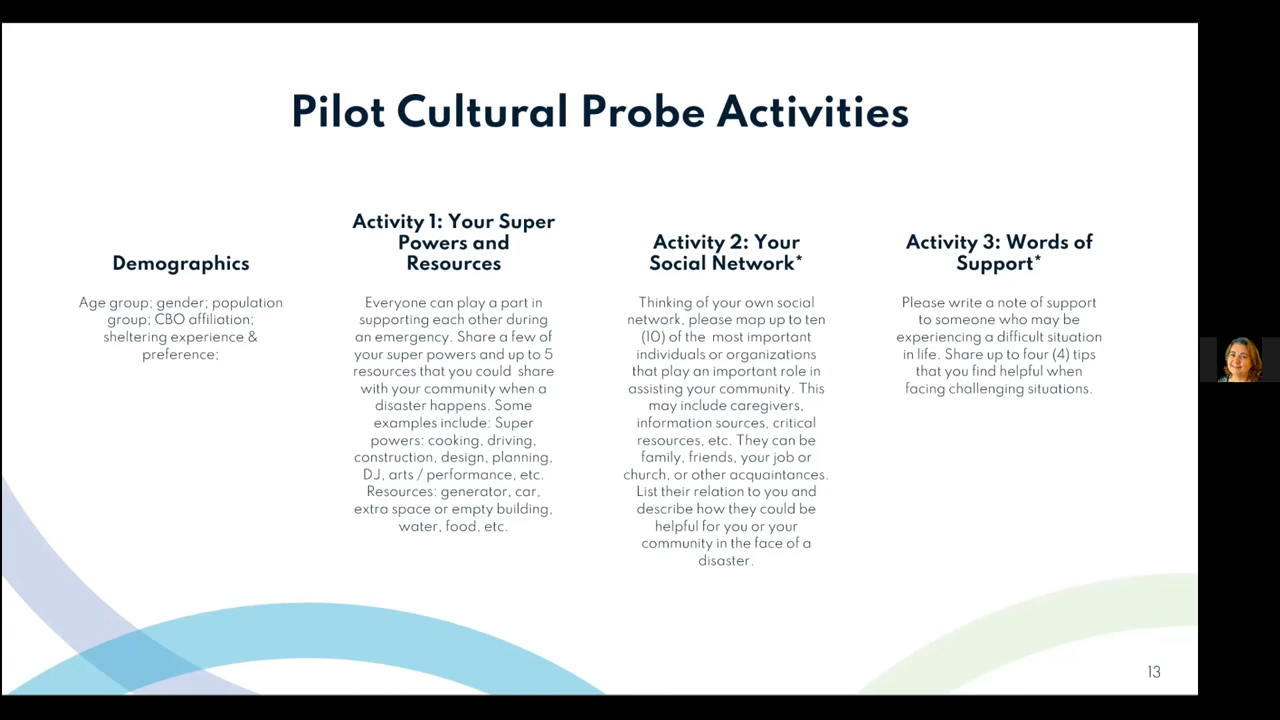 Pilot Cultural Probe Activities
Demographics
Age group; gender; population
group; CBO affiliation;
sheltering experience &
preference;
Activity 1: Your Super
Powers and
Resources
Everyone can play a part in
supporting each other during
an emergency. Share a few of
your super powers and up to 5
resources that you could share
with your community when a
disaster happens. Some
examples include: Super
powers: cooking, driving,
construction, design, planning,
DJ, arts / performance, etc.
Resources: generator, car,
extra space or empty building,
water, food, etc.
Activity 2: Your
Social Network*
Thinking of your own social
network, please map up to ten
(10) of the most important
individuals or organizations
that play an important role in
assisting your community. This
may include caregivers,
information sources, critical
resources, etc. They can be
family, friends, your job or
church, or other acquaintances.
List their relation to you and
describe how they could be
helpful for you or your
community in the face of a
disaster.
Activity 3: Words of
Support*
Please write a note of support
to someone who may be
experiencing a difficult situation
in life. Share up to four (4) tips
that you find helpful when
facing challenging situations.
13